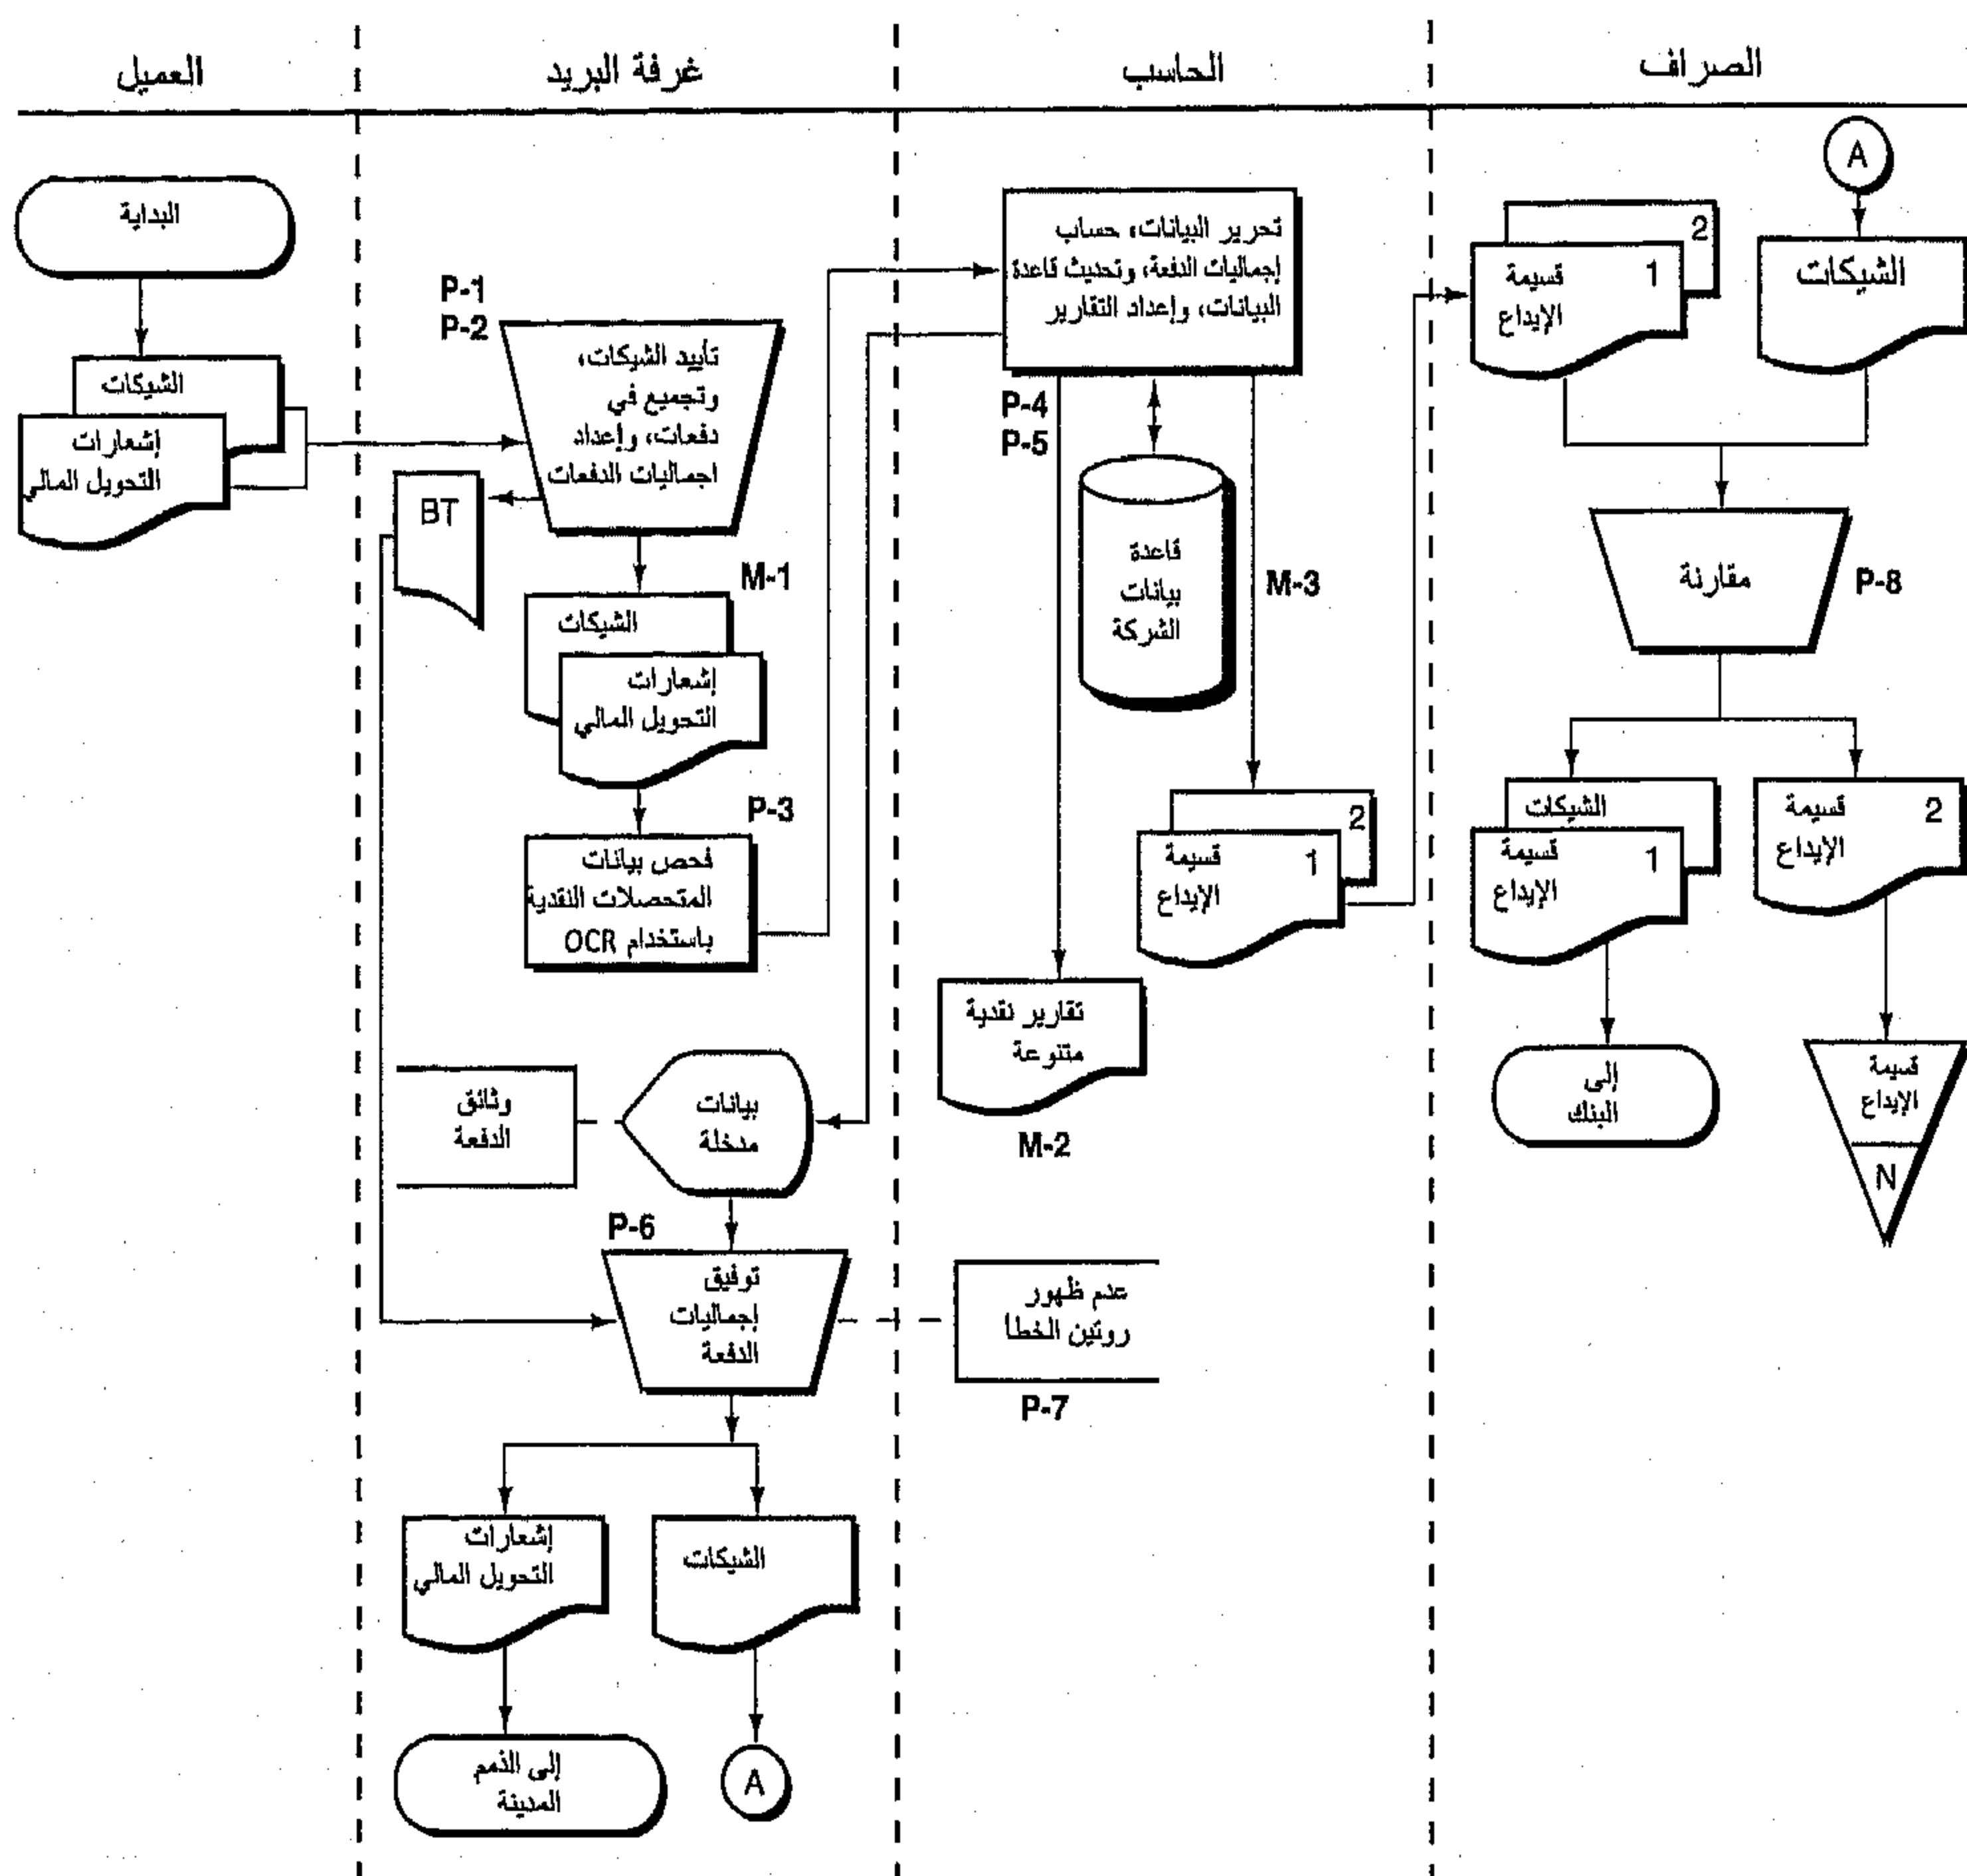 العميل
غرفة البريد
الحاسب
الصراف
البداية
الشيكات
إشعارات
التحويل المالي
P-1
P-2
تأييد الشيكات،
وتجميع في
دفعات، وإعداد
اجماليات الدفعات
BT
M-1
الشيكات
إشعارات
التحويل المالي
P-3
فحص بيانات
المتحصلات النقدية
باستخدام OCR
بيانات
مدخلة
وثائق
الدفعة
P-6
توفيق
إجماليات
الدفعة
إشعارات
التحويل المالي
الشيكات
إلى الذمم
المدينة
A
تحرير البيانات، حساب
إجماليات الدفعة، وتحديث قاعدة
البيانات، وإعداد التقارير
P-4
P-5
قاعدة
بيانات
الشركة
M-3
2
قسيمة 1
الإيداع
تقارير نقدية
متنوعة
M-2
عدم ظهور
روتين الخطأ
P-7
A
2
قسيمة 1
الإيداع
الشيكات
مقارنة
P-8
الشيكات
قسيمة 1
الإيداع
قسيمة 2
الإيداع
إلى
البنك
قسيمة
الإيداع
N